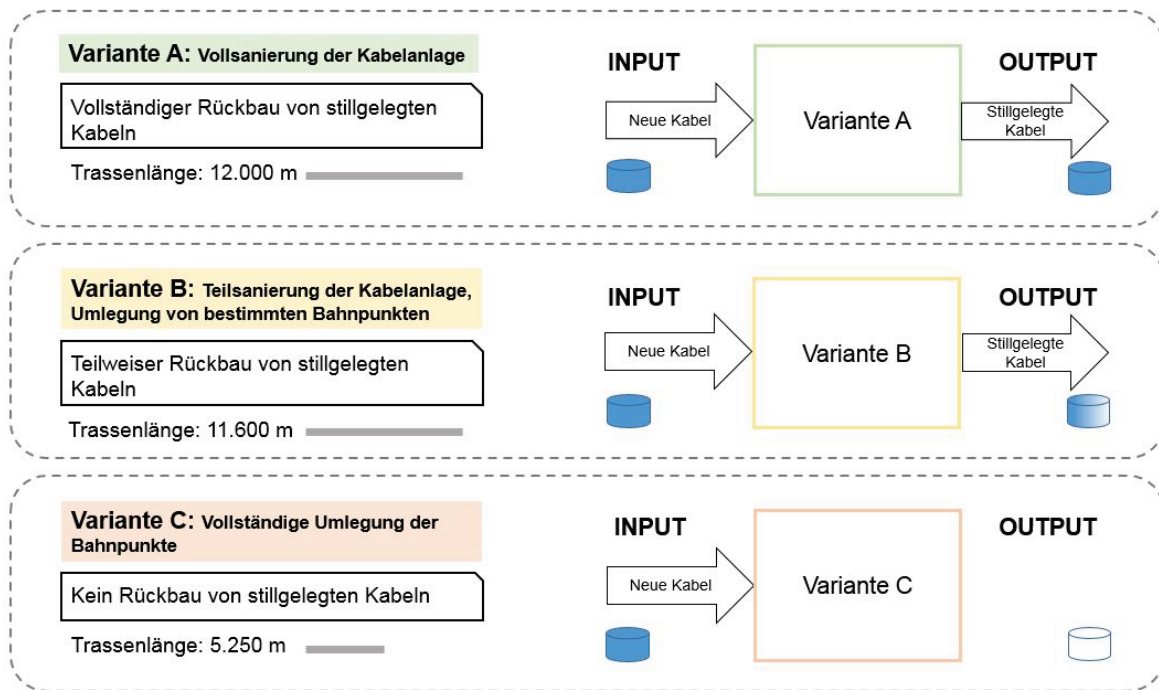 Variante A: Vollsanierung der Kabelanlage
Vollständiger Rückbau von stillgelegten
Kabeln
Trassenlänge: 12.000 m
INPUT
Neue Kabel
Variante A
OUTPUT
Stillgelegte
Kabel
Variante B: Teilsanierung der Kabelanlage,
Umlegung von bestimmten Bahnpunkten
Teilweiser Rückbau von stillgelegten
Kabeln
Trassenlänge: 11.600 m
INPUT
Neue Kabel
Variante B
OUTPUT
Stillgelegte
Kabel
Variante C: Vollständige Umlegung der
Bahnpunkte
Kein Rückbau von stillgelegten Kabeln
Trassenlänge: 5.250 m
INPUT
Neue Kabel
Variante C
OUTPUT